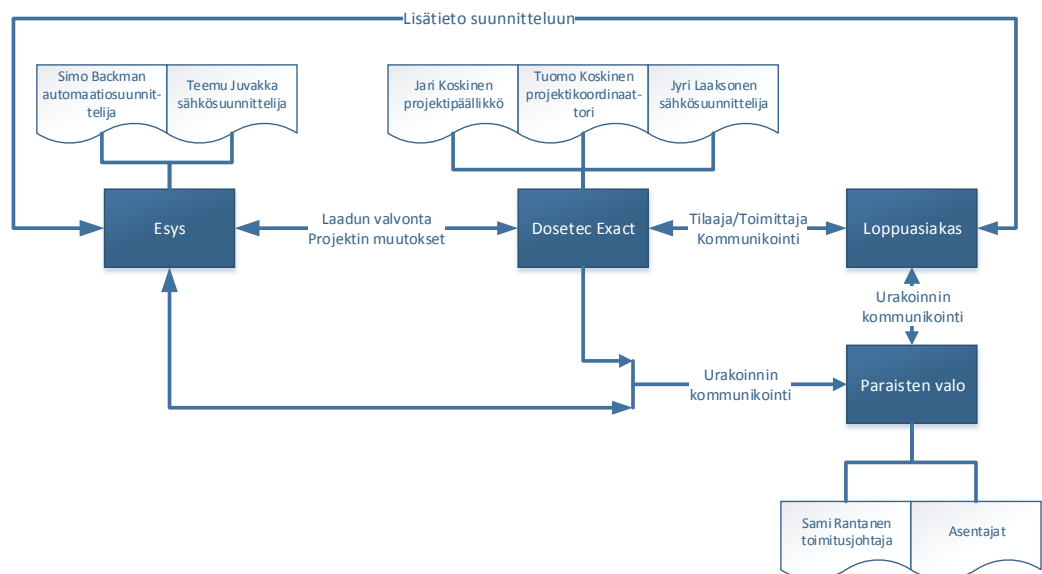 Lisätieto suunnitteluun
Simo Backman
automaatiosuunnit-
telija
Teemu Juvakka
sähkösuunnittelija
Jari Koskinen
projektipäällikkö
Tuomo Koskinen
projektikoordinaat-
tori
Jyri Laaksonen
sähkösuunnittelija
Esys
Laadun valvonta
Projektin muutokset
Dosetec Exact
Tilaaja/Toimittaja
Kommunikointi
Loppuasiakas
Urakoinnin
kommunikointi
Urakoinnin
kommunikointi
Paraisten valo
Sami Rantanen
toimitusjohtaja
Asentajat